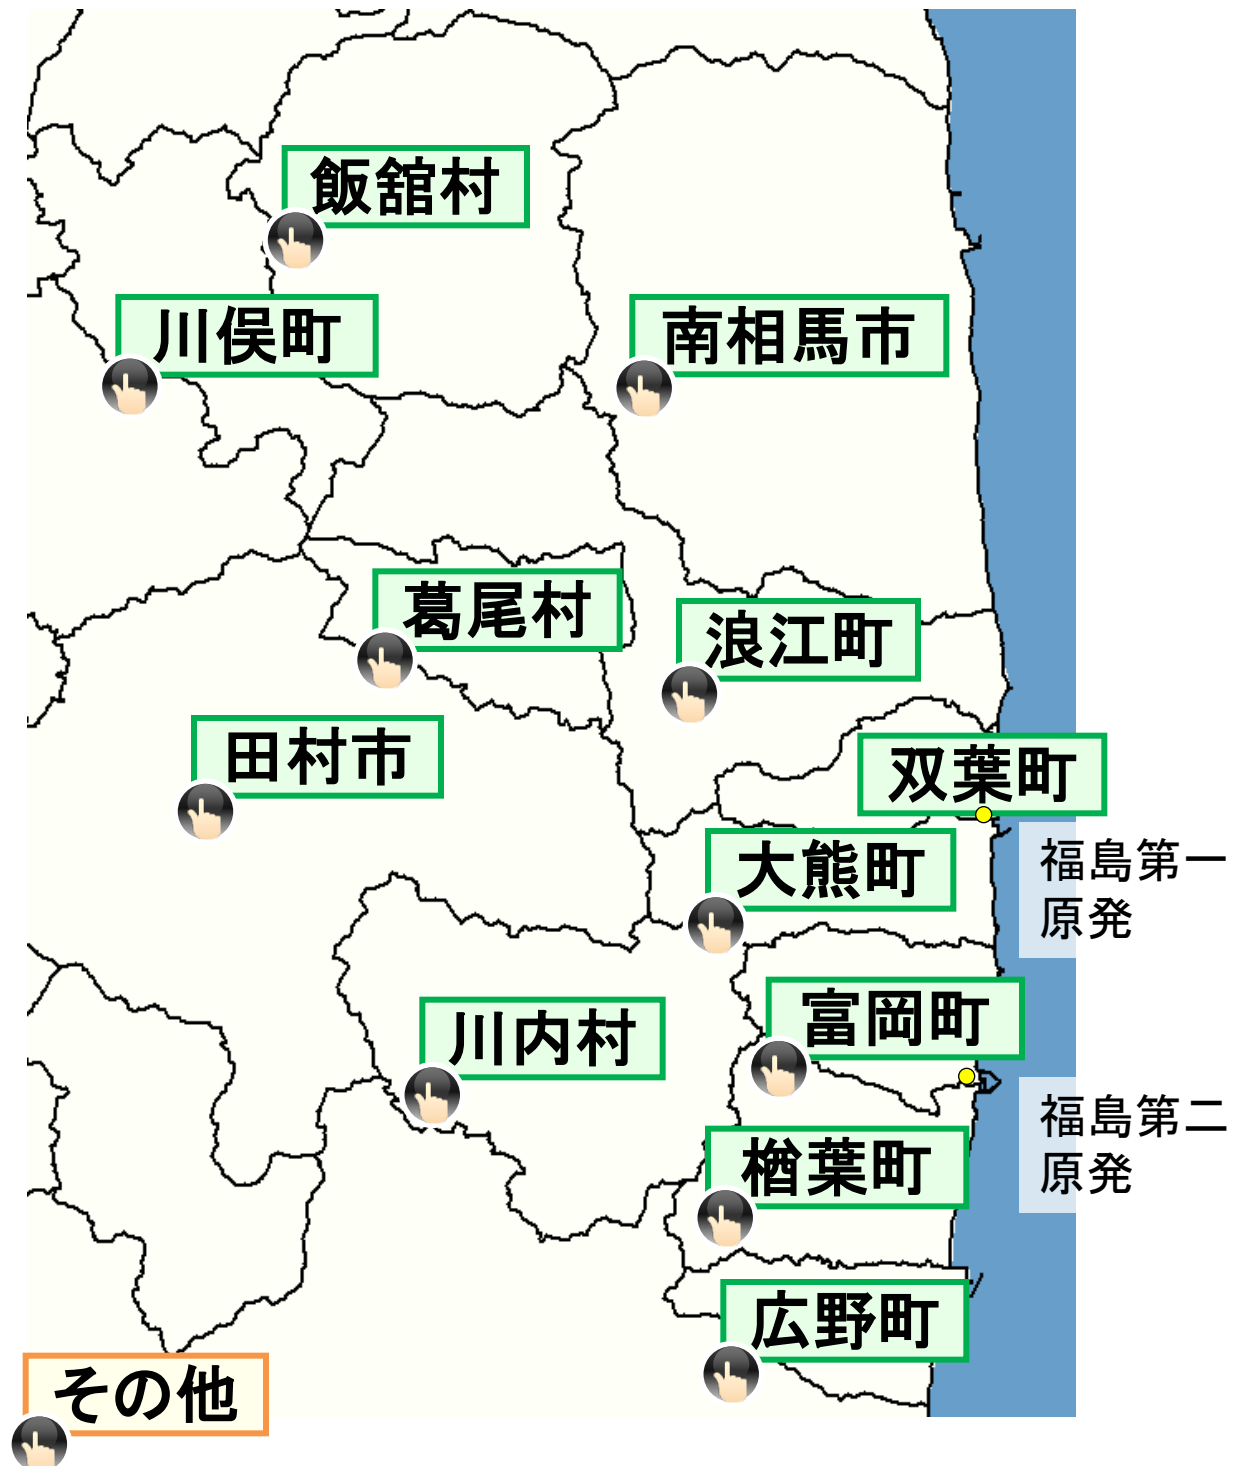 飯舘村
川俣町
南相馬市
葛尾村
浪江町
田村市
双葉町
福島第一
原発
大熊町
富岡町
川内村
福島第二
原発
楢葉町
広野町
その他